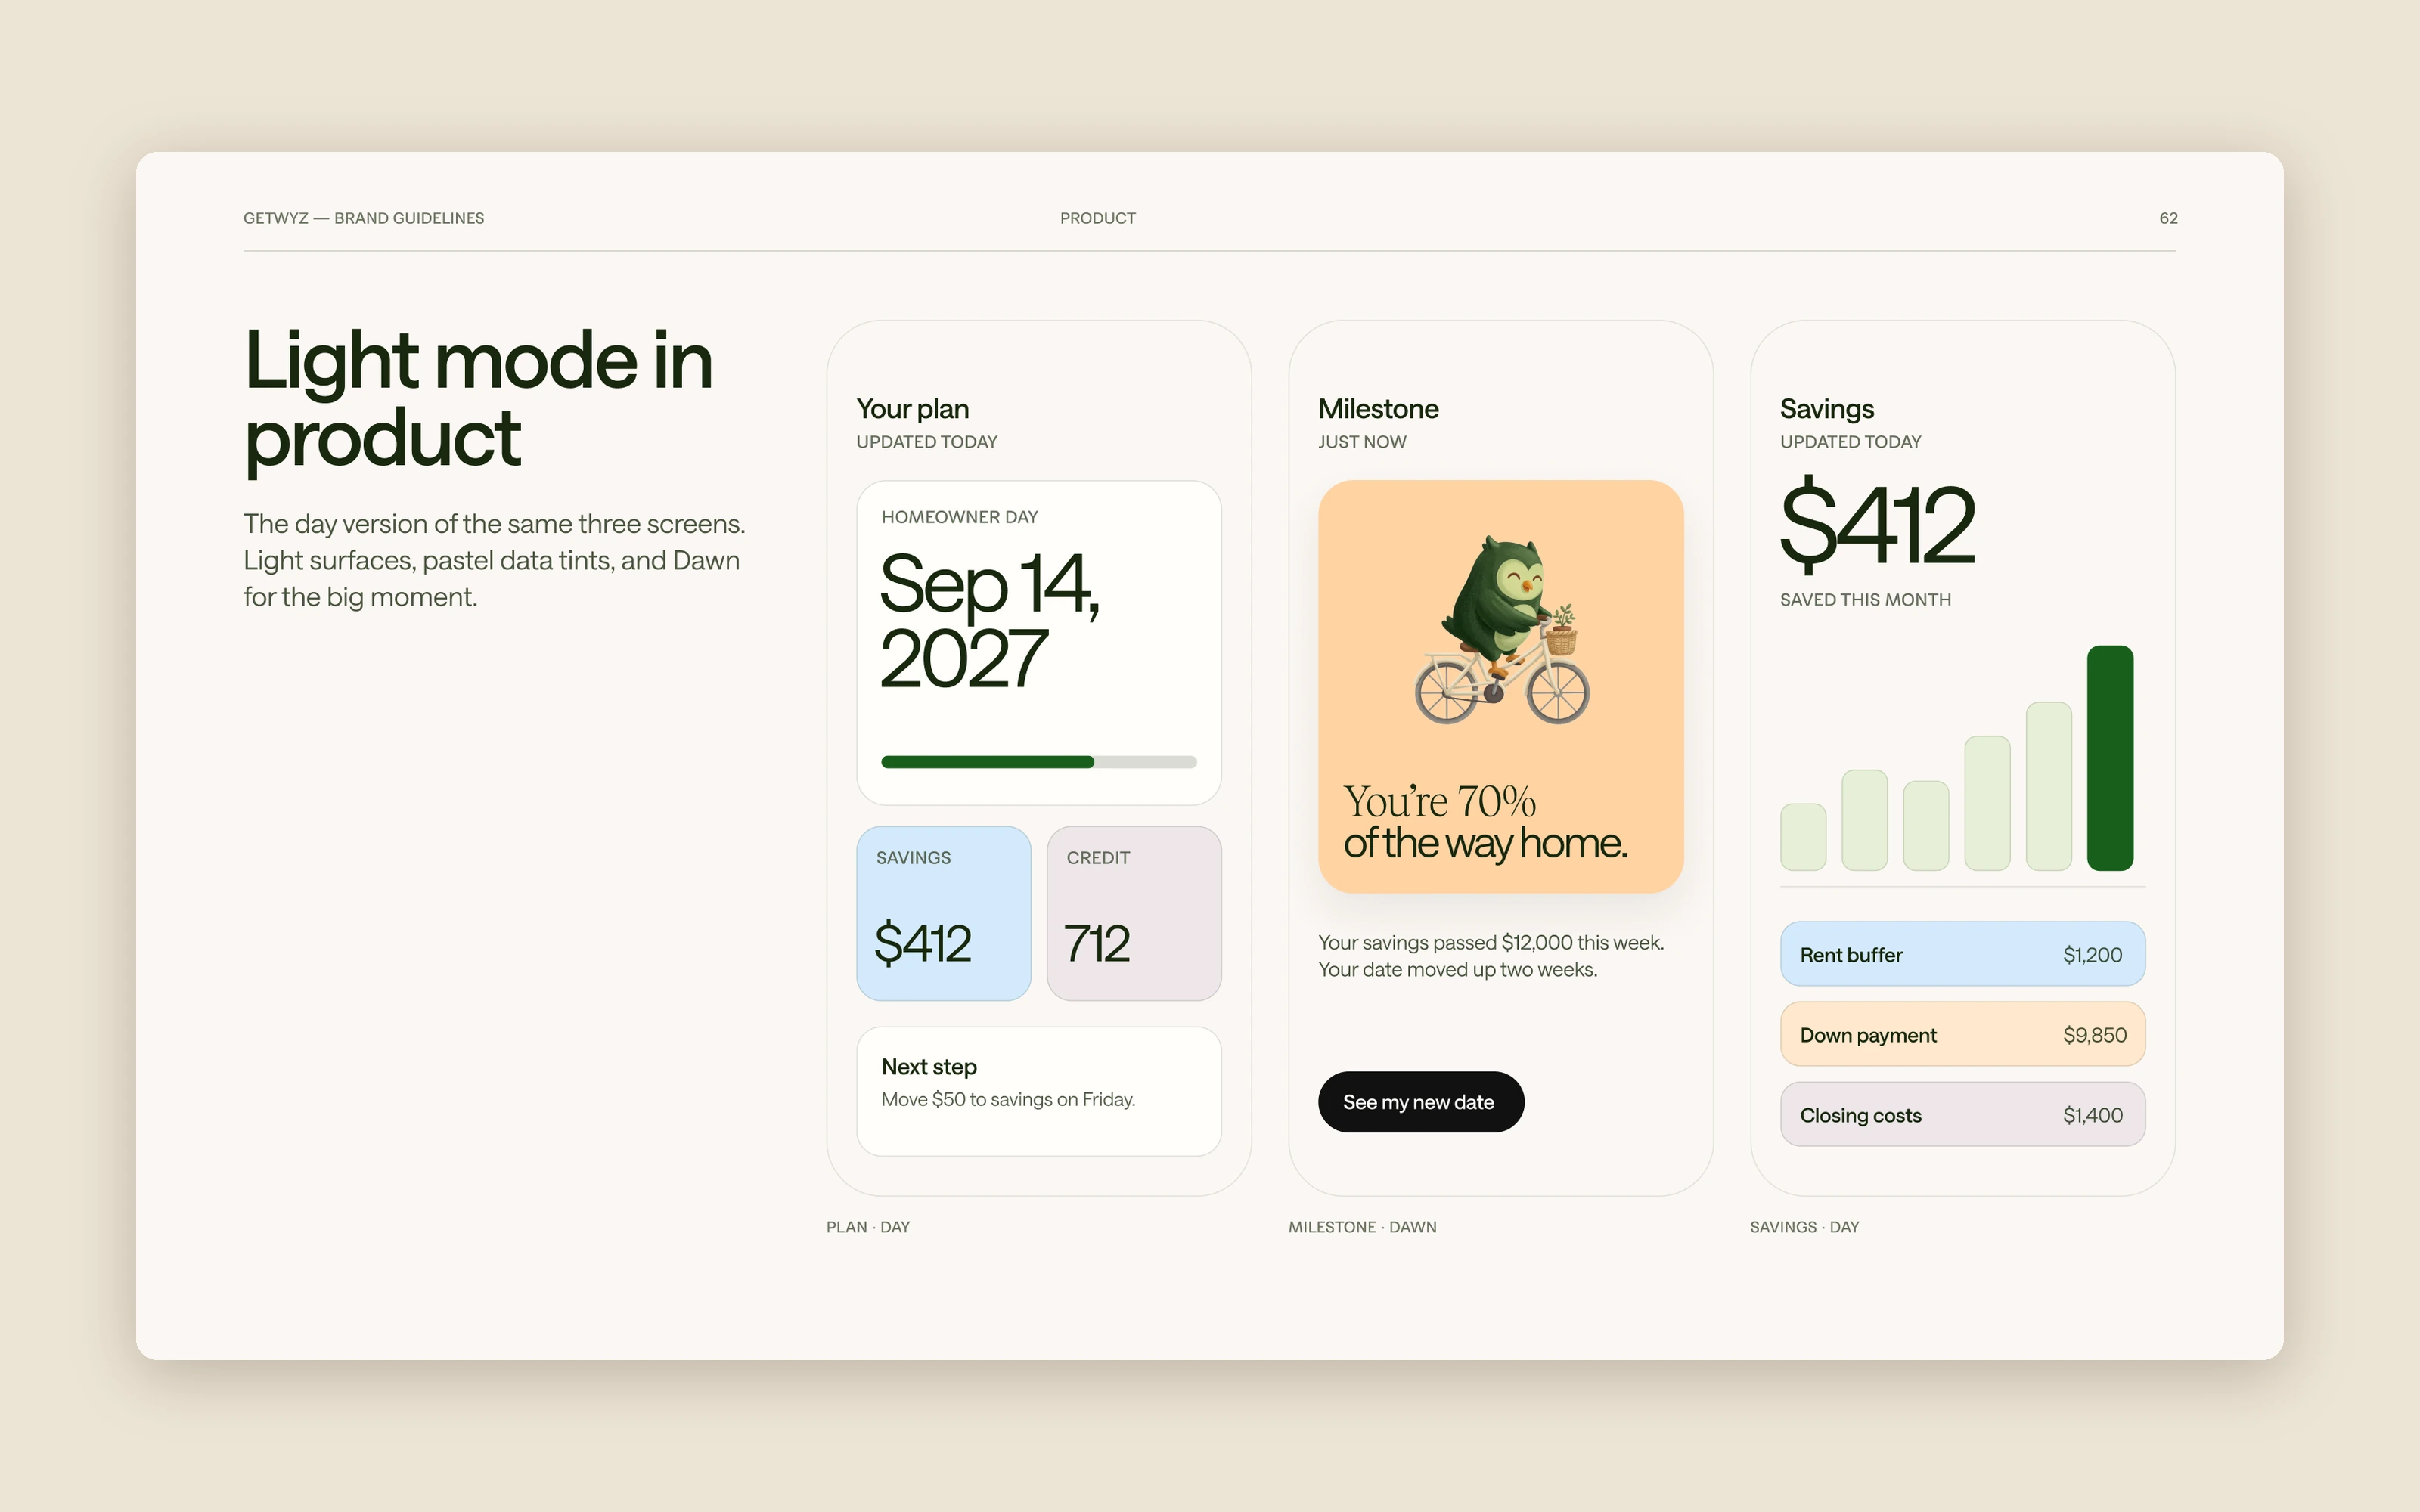 GETWYZ — BRAND GUIDELINES
PRODUCT
62
Light mode in
product
The day version of the same three screens.
Light surfaces, pastel data tints, and Dawn
for the big moment.
Your plan
UPDATED TODAY
HOMEOWNER DAY
Sep 14,
2027
SAVINGS
$412
CREDIT
712
Next step
Move $50 to savings on Friday.
PLAN · DAY
Milestone
JUST NOW
You’re 70%
of the way home.
Your savings passed $12,000 this week.
Your date moved up two weeks.
See my new date
MILESTONE · DAWN
Savings
UPDATED TODAY
$412
SAVED THIS MONTH
Rent buffer $1,200
Down payment $9,850
Closing costs $1,400
SAVINGS · DAY